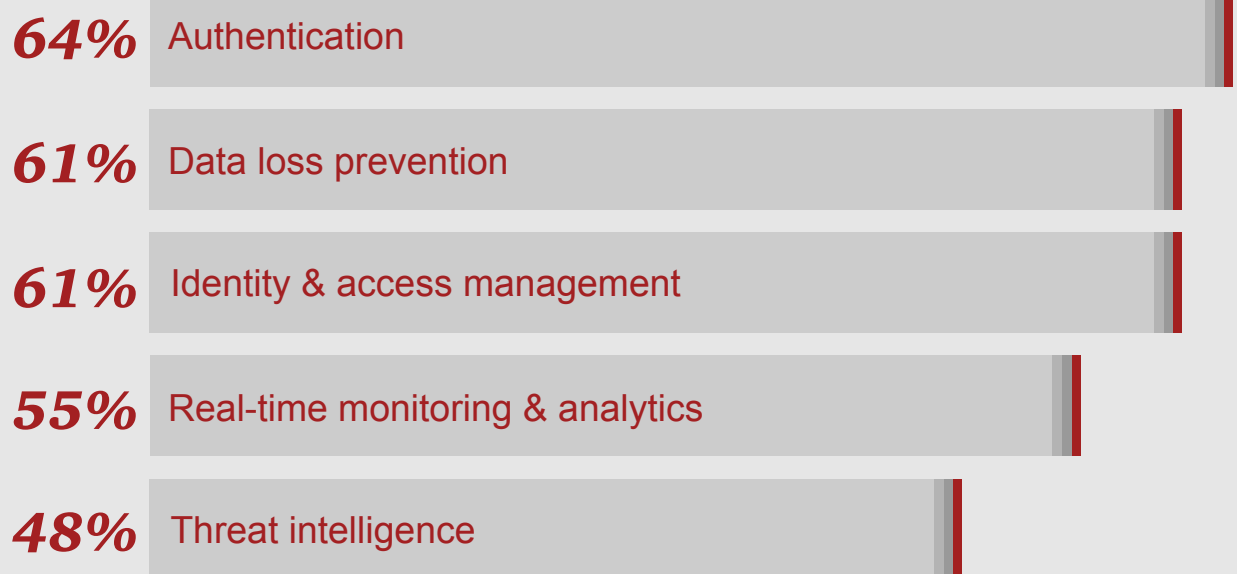 64% Authentication
61% Data loss prevention
61% Identity & access management
55% Real-time monitoring & analytics
48% Threat intelligence